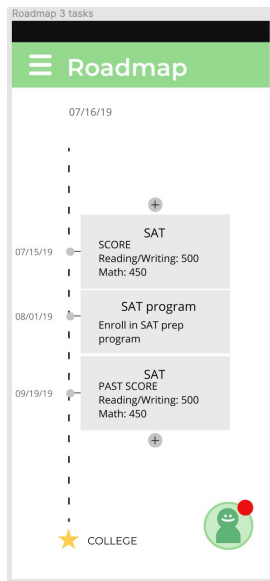 Roadmap 3 tasks
Roadmap
07/16/19
SAT
SCORE
Reading/Writing: 500
Math: 450
07/15/19
SAT program
Enroll in SAT prep
program
08/01/19
SAT
PAST SCORE
Reading/Writing: 500
Math: 450
09/19/19
COLLEGE